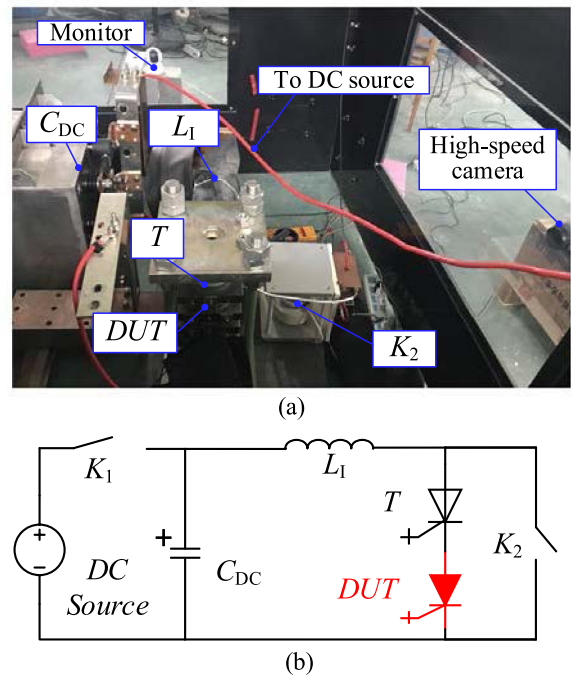 Monitor
To DC source
C_DC
L_I
High-speed
camera
T
DUT
K_2
(a)
K_1
L_I
T
K_2
+
+
−
DC
Source
C_DC
DUT
(b)